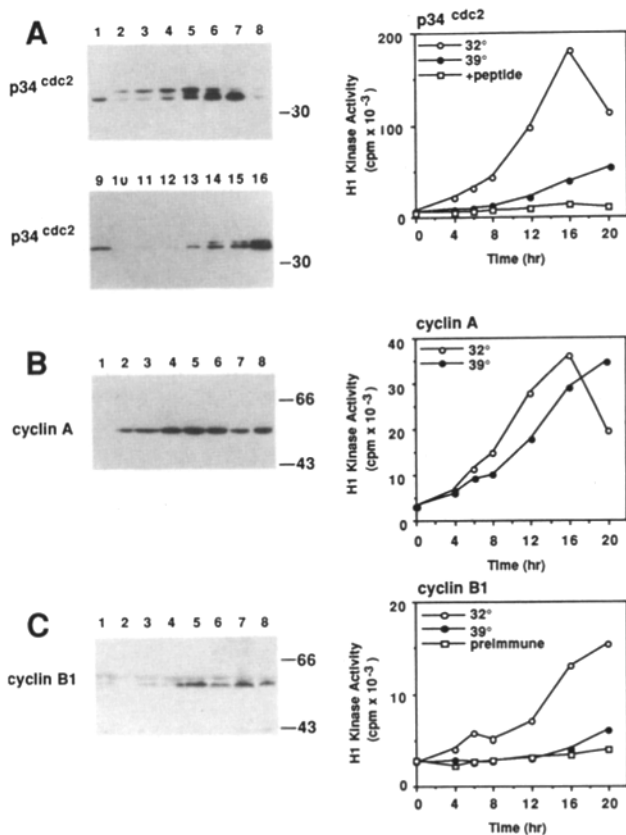 A
1 2 3 4 5 6 7 8
p34 cdc2
–30
9 10 11 12 13 14 15 16
p34 cdc2
–30
p34 cdc2
32°
39°
+peptide
H1 Kinase Activity
(cpm x 10⁻³)
200
100
0
0 4 8 12 16 20
Time (hr)
B
1 2 3 4 5 6 7 8
–66
cyclin A
–43
cyclin A
32°
39°
H1 Kinase Activity
(cpm x 10⁻³)
40
30
20
10
0
0 4 8 12 16 20
Time (hr)
C
1 2 3 4 5 6 7 8
–66
cyclin B1
–43
cyclin B1
32°
39°
preimmune
H1 Kinase Activity
(cpm x 10⁻³)
20
10
0
0 4 8 12 16 20
Time (hr)